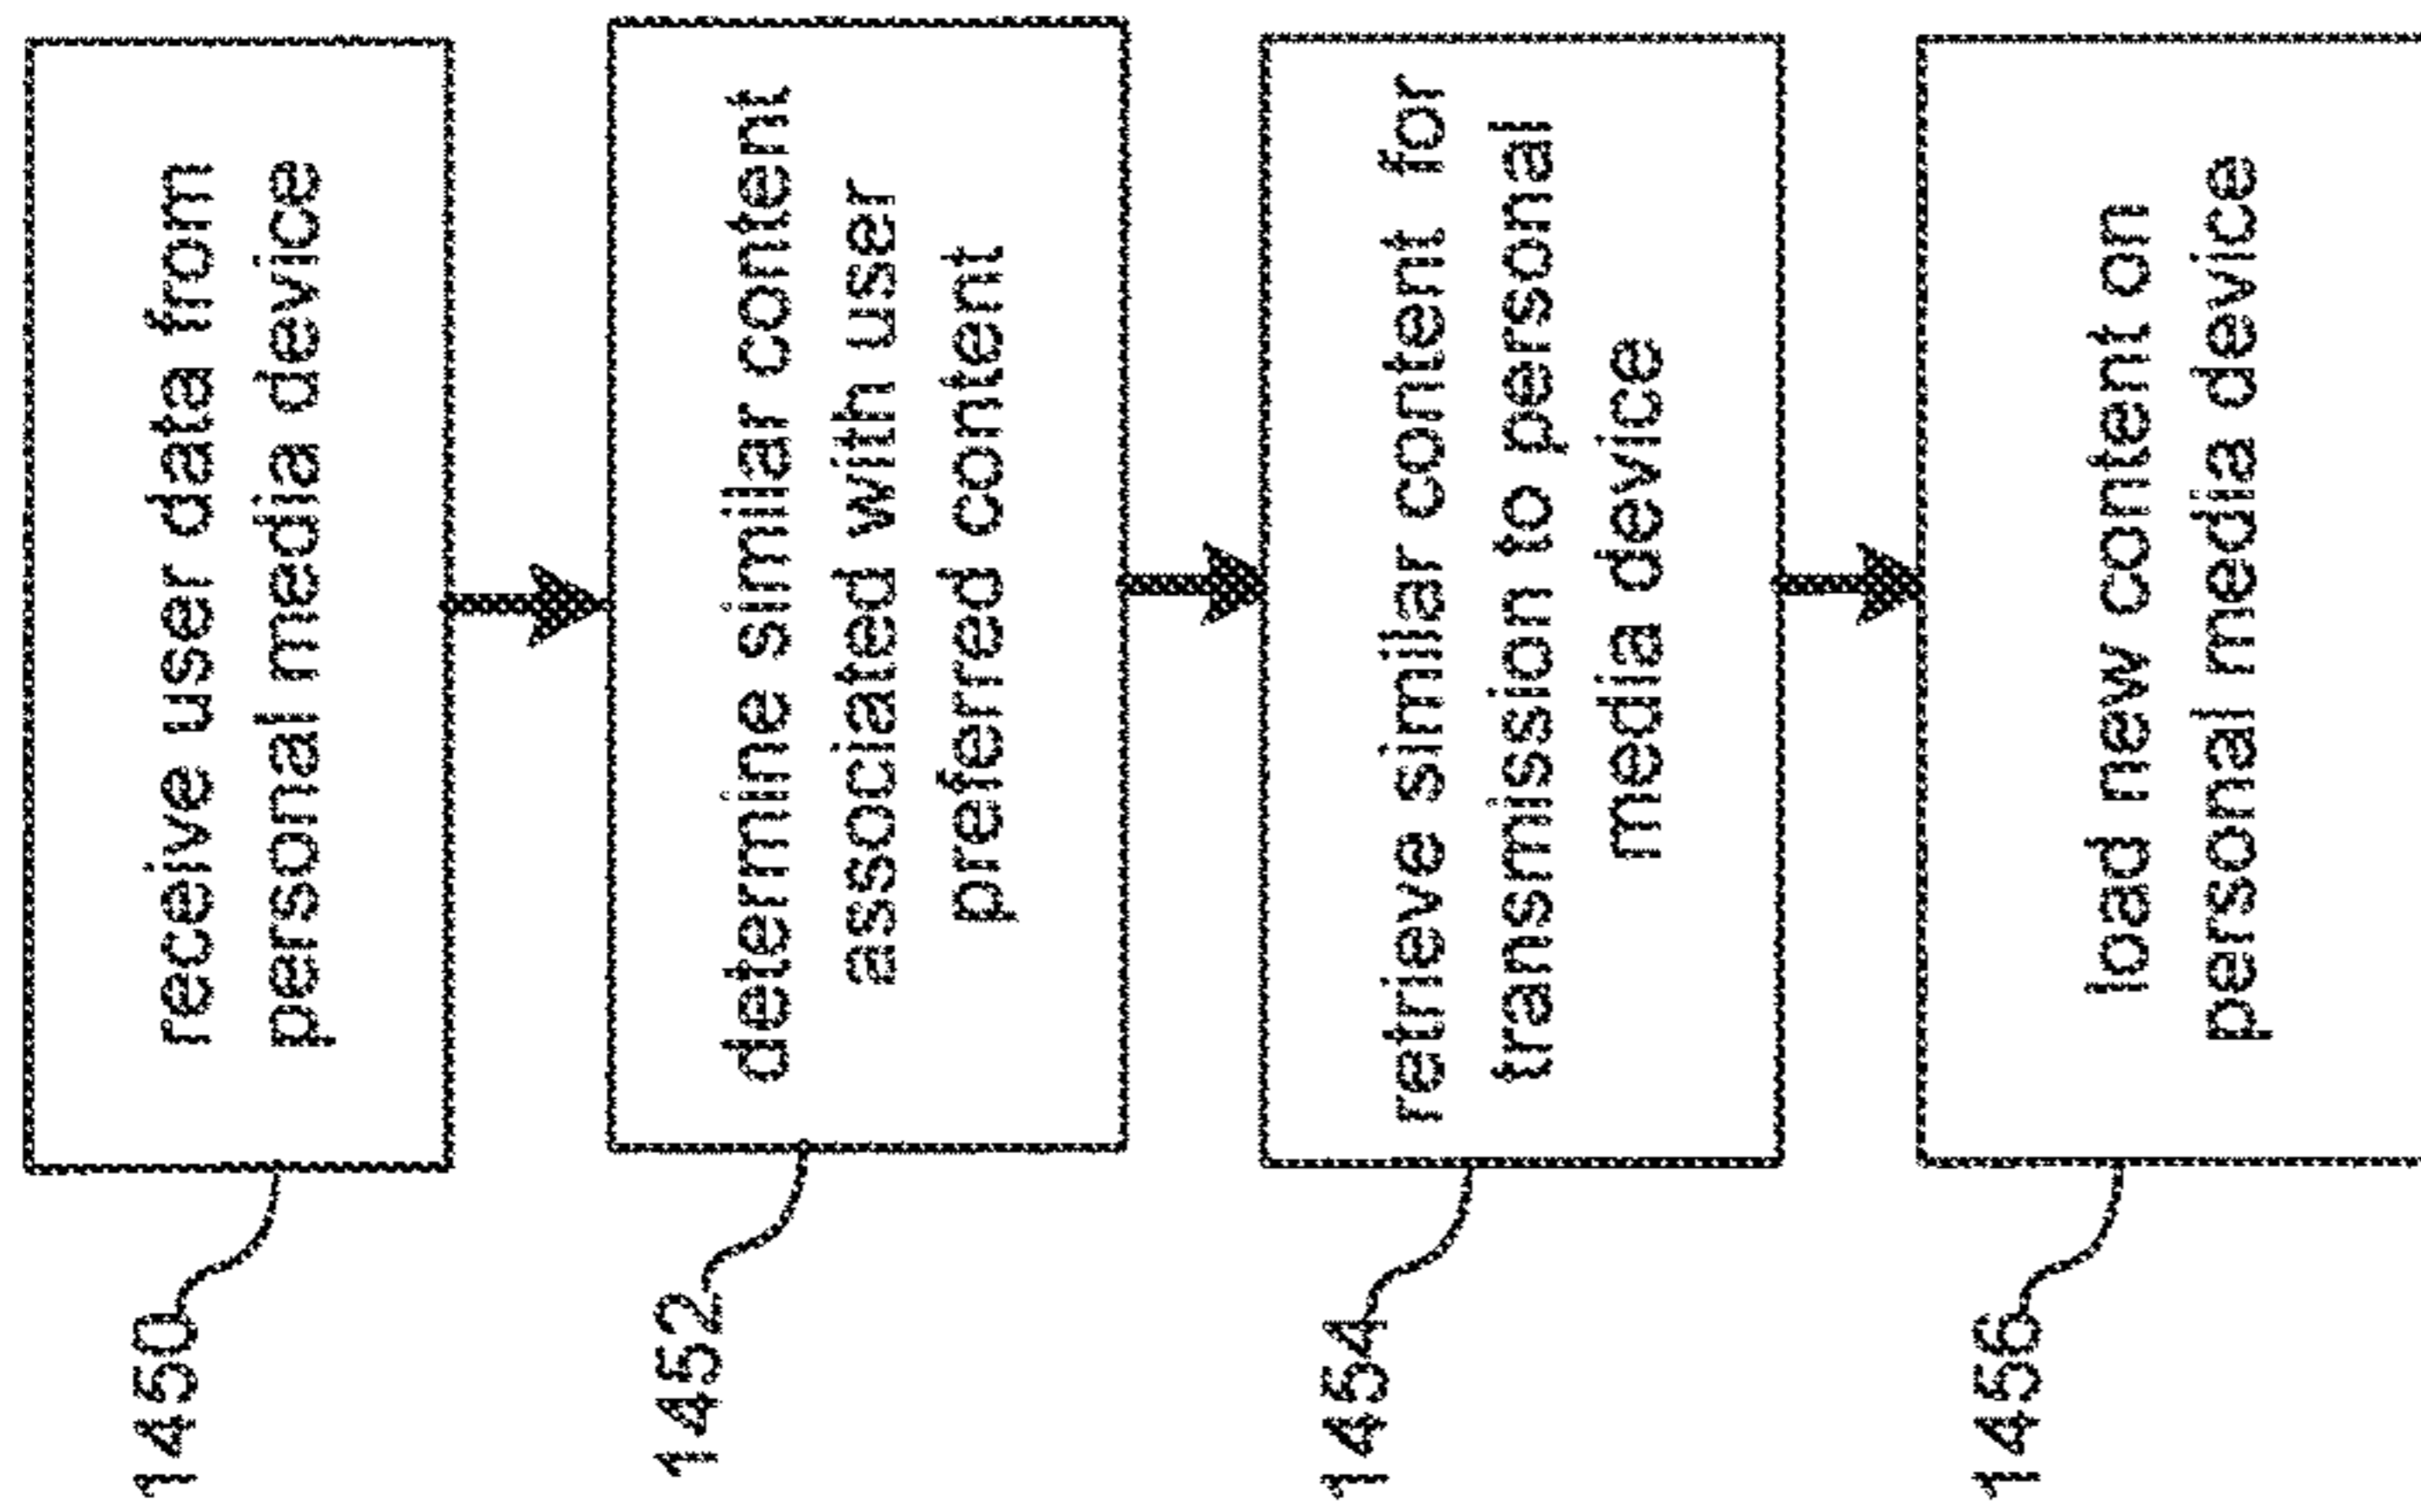 1450
receive user data from
personal media device
1452
determine similar content
associated with user
preferred content
1454
retrieve similar content for
transmission to personal
media device
1456
load new content on
personal media device